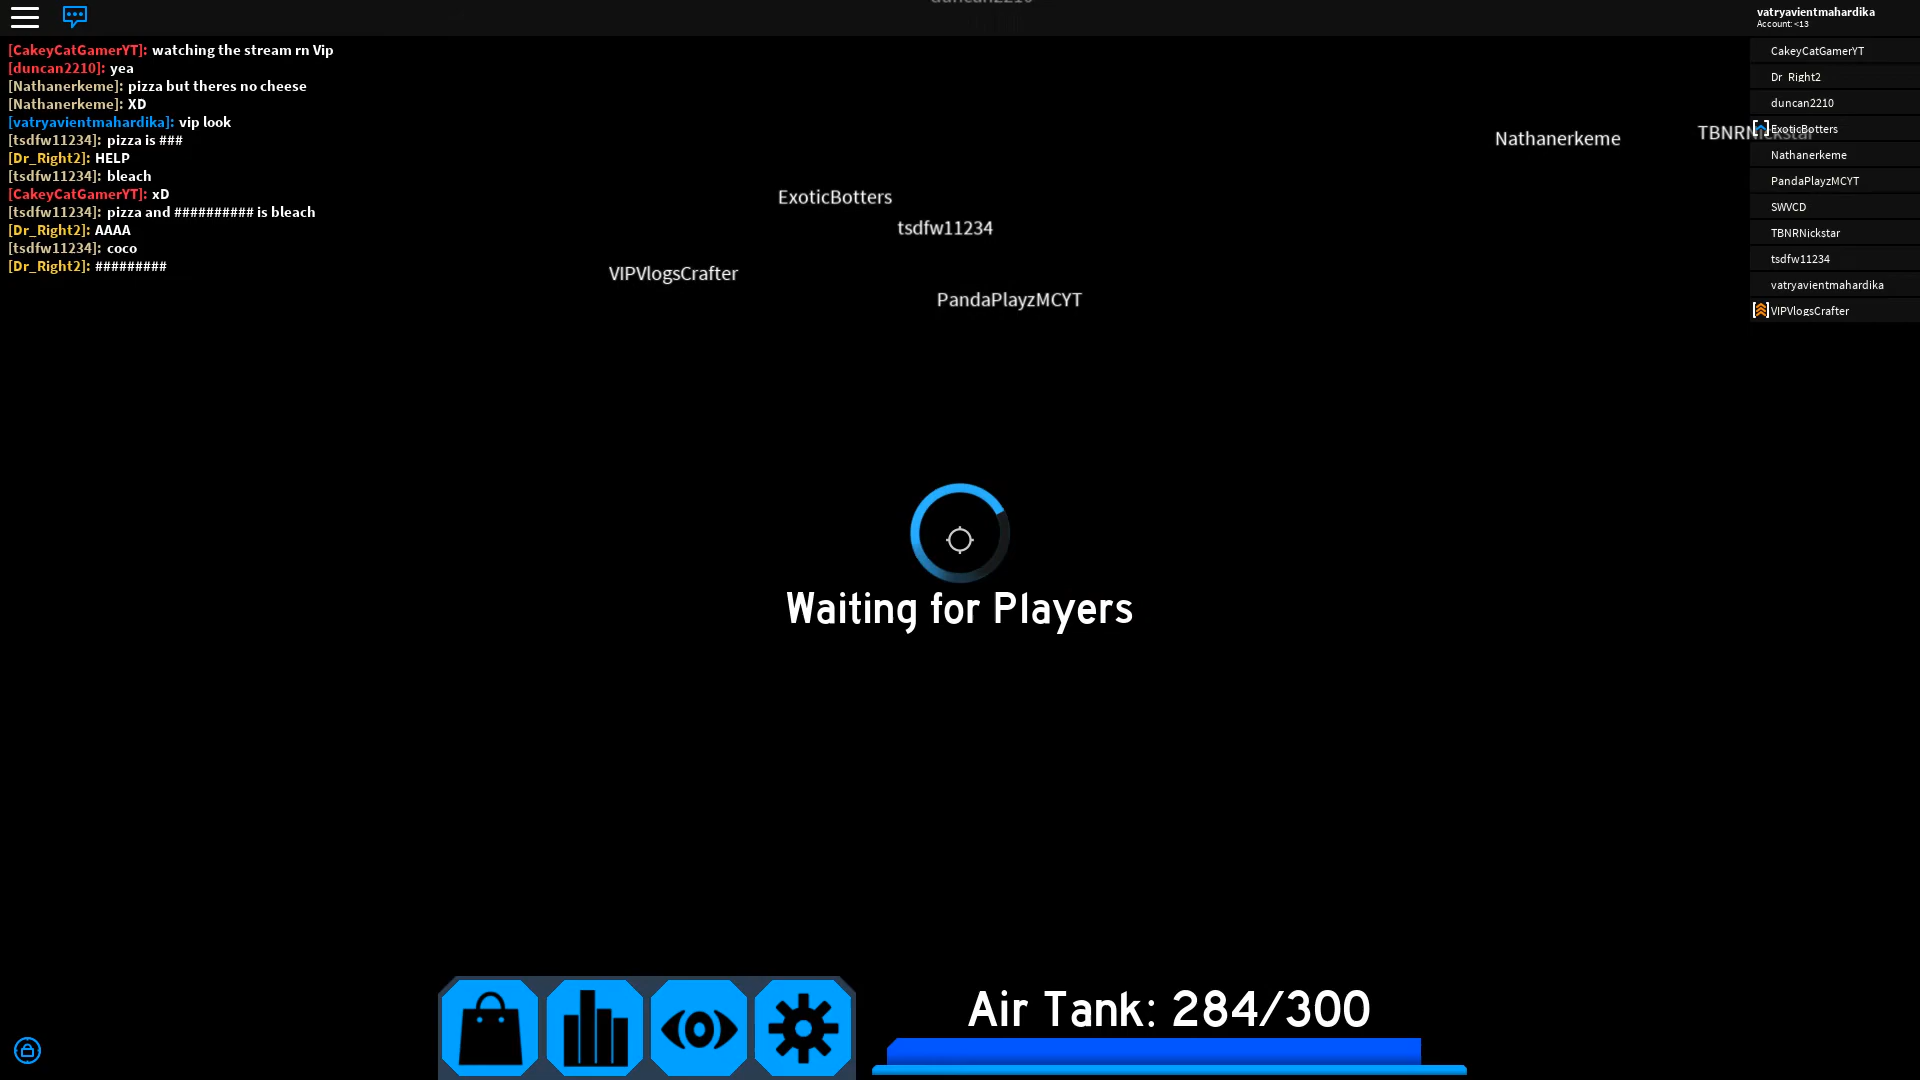 duncan2210
vatryavientmahardika
Account: <13
[CakeyCatGamerYT]: watching the stream rn Vip
[duncan2210]: yea
[Nathanerkeme]: pizza but theres no cheese
[Nathanerkeme]: XD
[vatryavientmahardika]: vip look
[tsdfw11234]: pizza is ###
[Dr_Right2]: HELP
[tsdfw11234]: bleach
[CakeyCatGamerYT]: xD
[tsdfw11234]: pizza and ########## is bleach
[Dr_Right2]: AAAA
[tsdfw11234]: coco
[Dr_Right2]: #########
Nathanerkeme
TBNRNickstar
ExoticBotters
tsdfw11234
VIPVlogsCrafter
PandaPlayzMCYT
CakeyCatGamerYT
Dr_Right2
duncan2210
ExoticBotters
Nathanerkeme
PandaPlayzMCYT
SWVCD
TBNRNickstar
tsdfw11234
vatryavientmahardika
VIPVlogsCrafter
Waiting for Players
Air Tank: 284/300